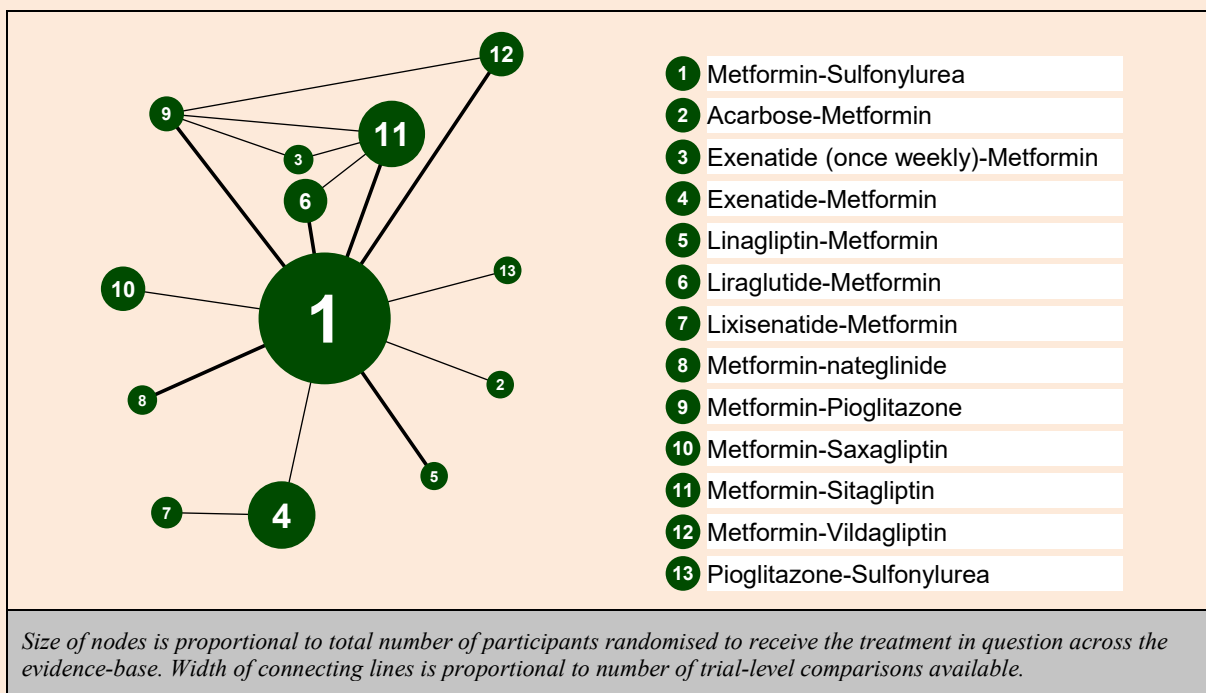 12
9
11
3
6
13
10
1
2
8
5
7
4
1 Metformin-Sulfonylurea
2 Acarbose-Metformin
3 Exenatide (once weekly)-Metformin
4 Exenatide-Metformin
5 Linagliptin-Metformin
6 Liraglutide-Metformin
7 Lixisenatide-Metformin
8 Metformin-nateglinide
9 Metformin-Pioglitazone
10 Metformin-Saxagliptin
11 Metformin-Sitagliptin
12 Metformin-Vildagliptin
13 Pioglitazone-Sulfonylurea
Size of nodes is proportional to total number of participants randomised to receive the treatment in question across the
evidence-base. Width of connecting lines is proportional to number of trial-level comparisons available.